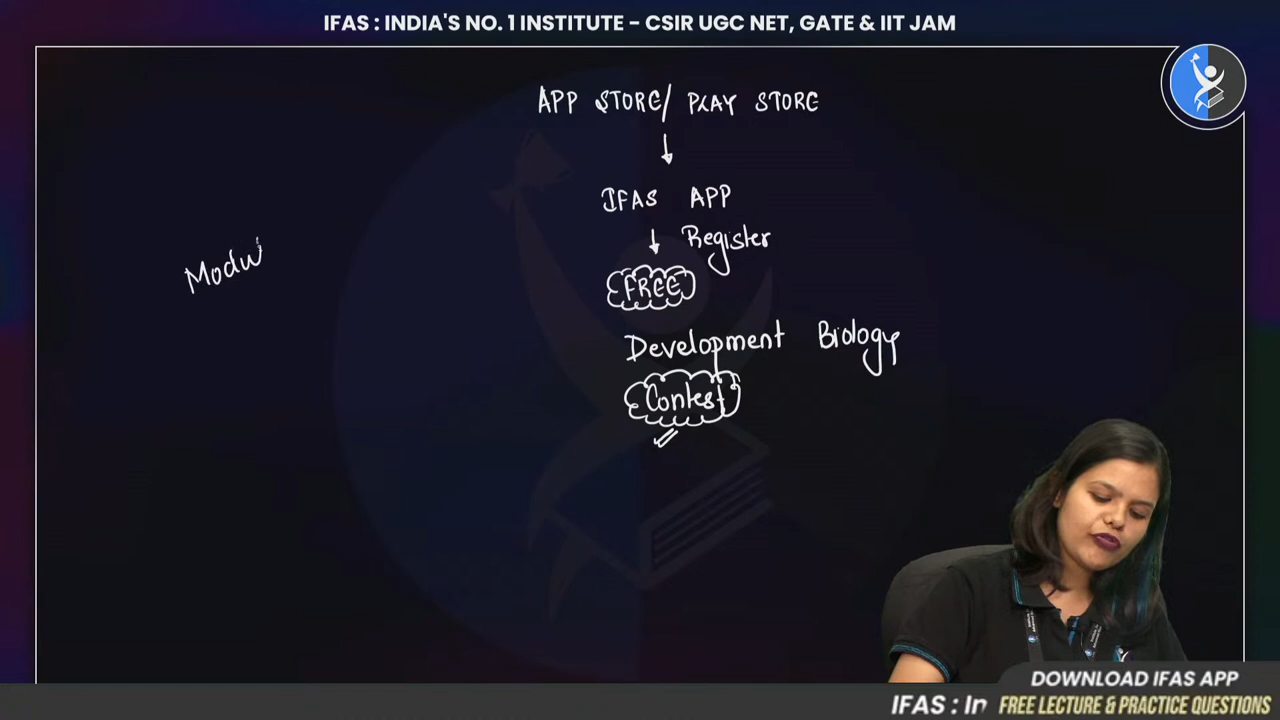 IFAS : INDIA'S NO. 1 INSTITUTE - CSIR UGC NET, GATE & IIT JAM
APP STORE/ PLAY STORE
IFAS APP
Register
FREE
Modu
Development Biology
Contest
DOWNLOAD IFAS APP
IFAS : In FREE LECTURE & PRACTICE QUESTIONS